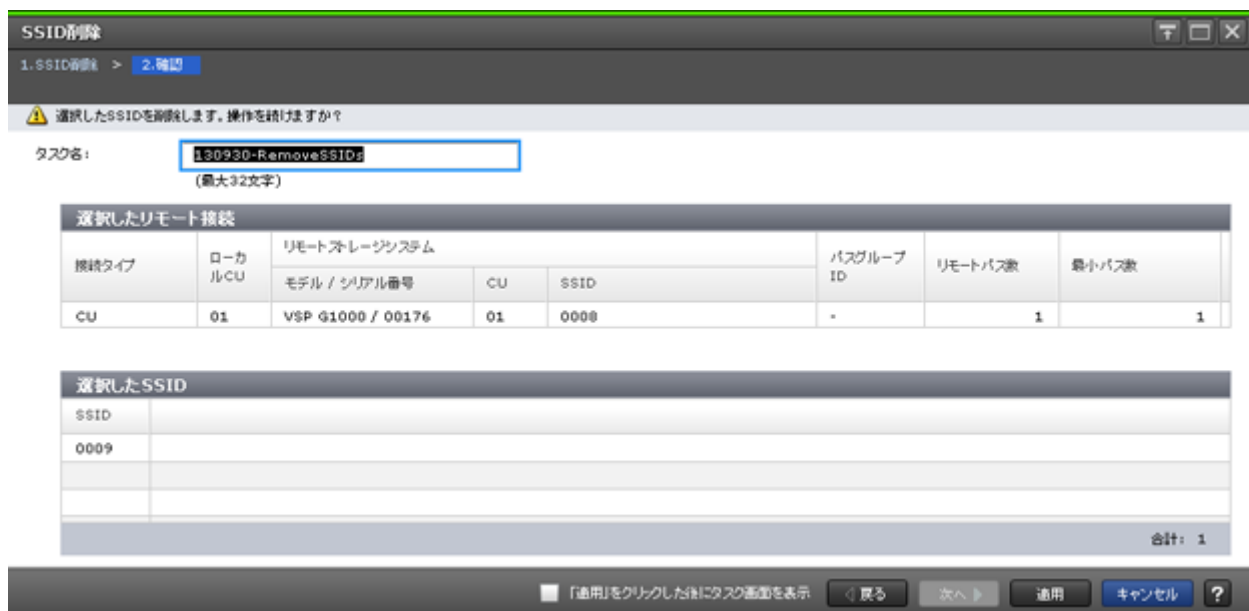 SSID削除
1.SSID削除 > 2.確認
選択したSSIDを削除します。操作を続けますか?
タスク名: 130930-RemoveSSIDs
(最大32文字)
選択したリモート接続
接続タイプ ローカルCU リモートストレージシステム パスグループID リモートパス数 最小パス数
モデル / シリアル番号 CU SSID
CU 01 VSP G1000 / 00176 01 0008 - 1 1
選択したSSID
SSID
0009
合計: 1
「適用」をクリックした後にタスク画面を表示 戻る 次へ 適用 キャンセル ?